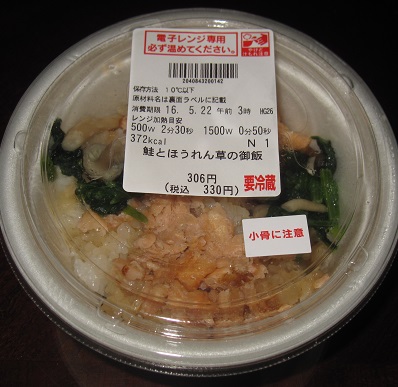 電子レンジ専用
必ず温めてください。
2040843200142
保存方法 10℃以下
原材料名は裏面ラベルに記載
消費期限 16. 5.22 午前 3時 HG26
レンジ加熱目安
500W 2分30秒 1500W 0分50秒
372kcal N 1
鮭とほうれん草の御飯
306円
(税込 330円)
要冷蔵
小骨に注意